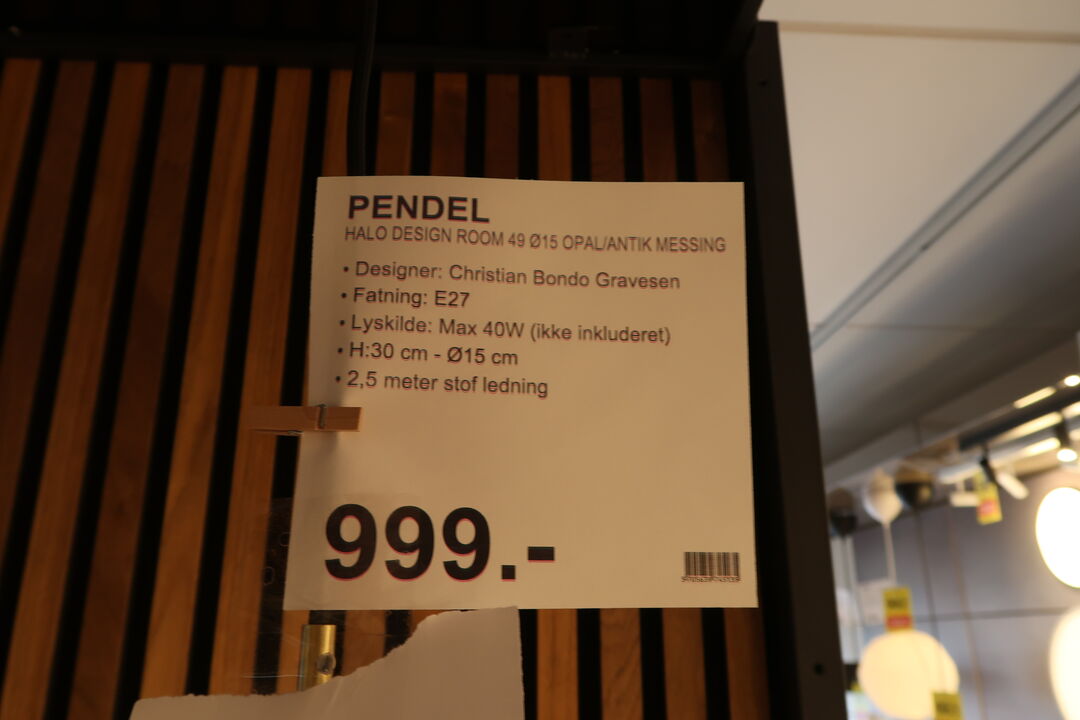 PENDEL
HALO DESIGN ROOM 49 Ø15 OPAL/ANTIK MESSING
• Designer: Christian Bondo Gravesen
• Fatning: E27
• Lyskilde: Max 40W (ikke inkluderet)
• H:30 cm - Ø15 cm
• 2,5 meter stof ledning
999.-